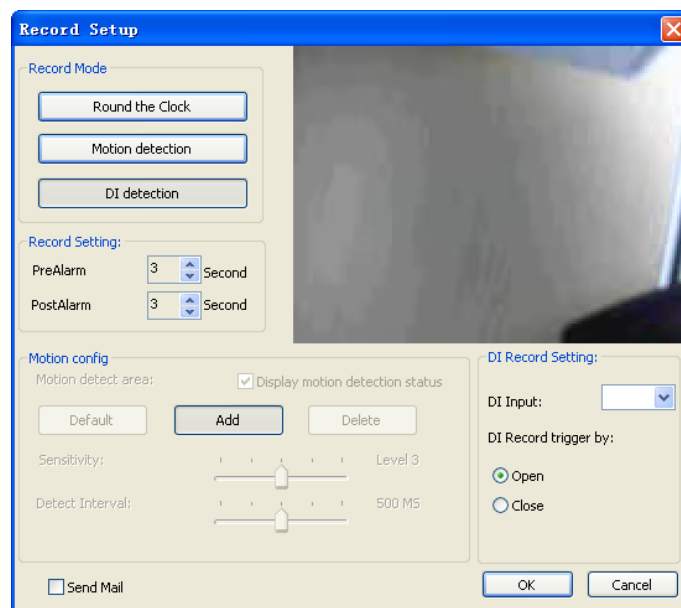 Record Setup
Record Mode
Round the Clock
Motion detection
DI detection
Record Setting:
PreAlarm 3 Second
PostAlarm 3 Second
Motion config
Motion detect area: Display motion detection status
Default Add Delete
Sensitivity: Level 3
Detect Interval: 500 MS
DI Record Setting:
DI Input:
DI Record trigger by:
Open
Close
Send Mail
OK Cancel